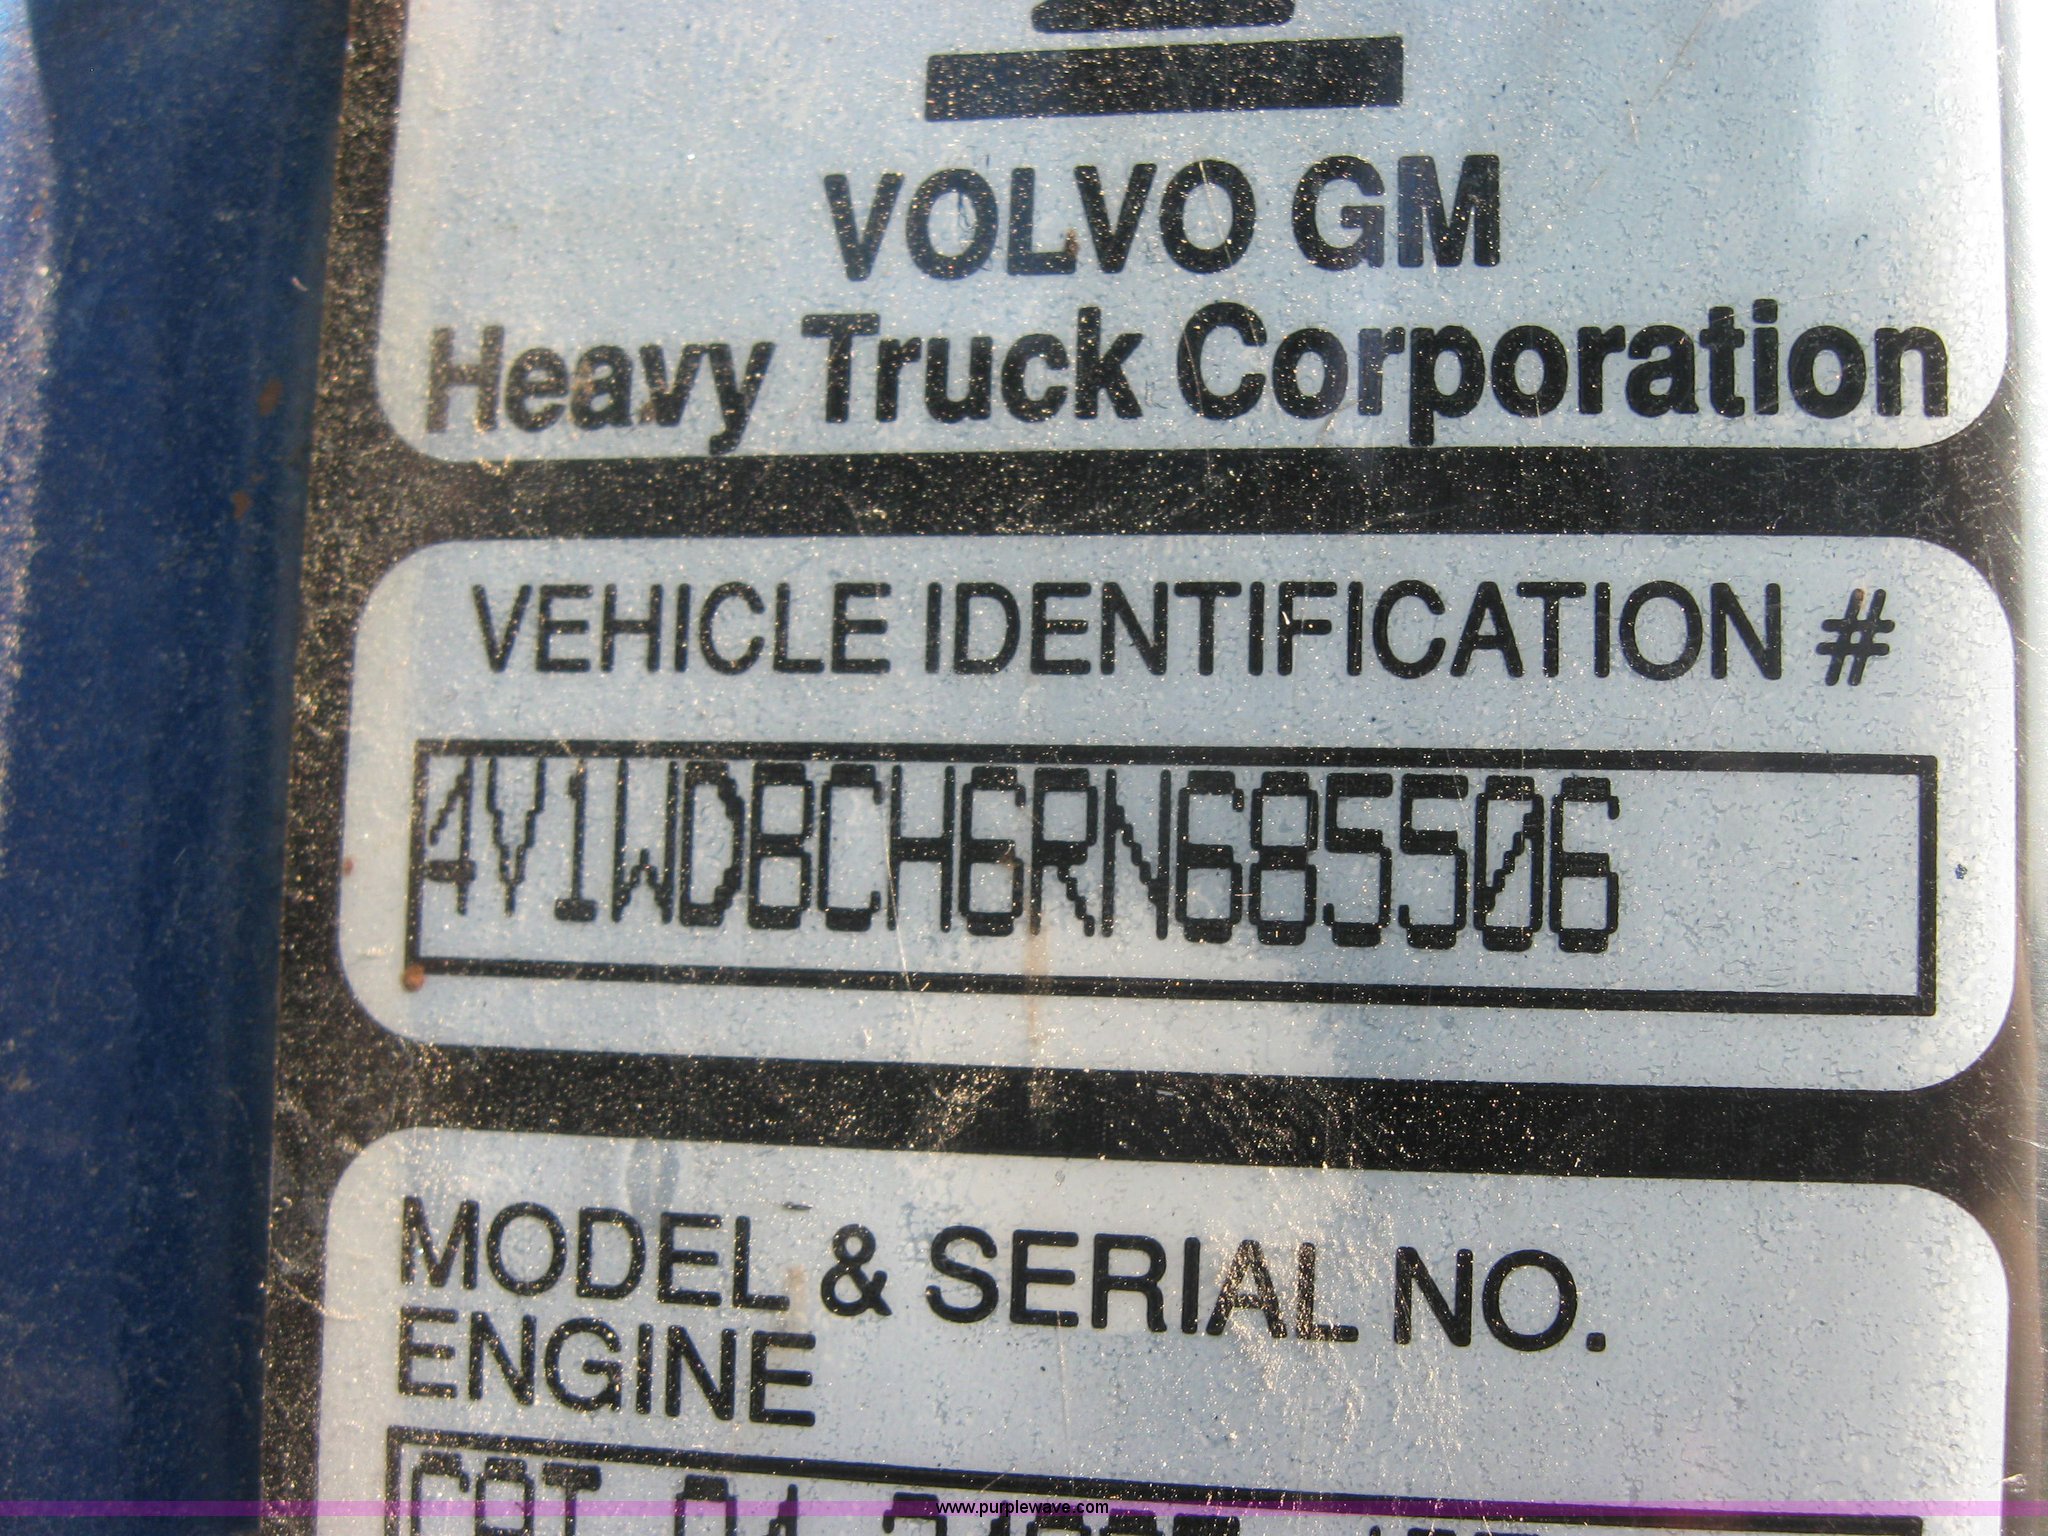 VOLVO GM
Heavy Truck Corporation
VEHICLE IDENTIFICATION #
4V1WDBCH6RN685506
MODEL & SERIAL NO.
ENGINE
www.purplewave.com